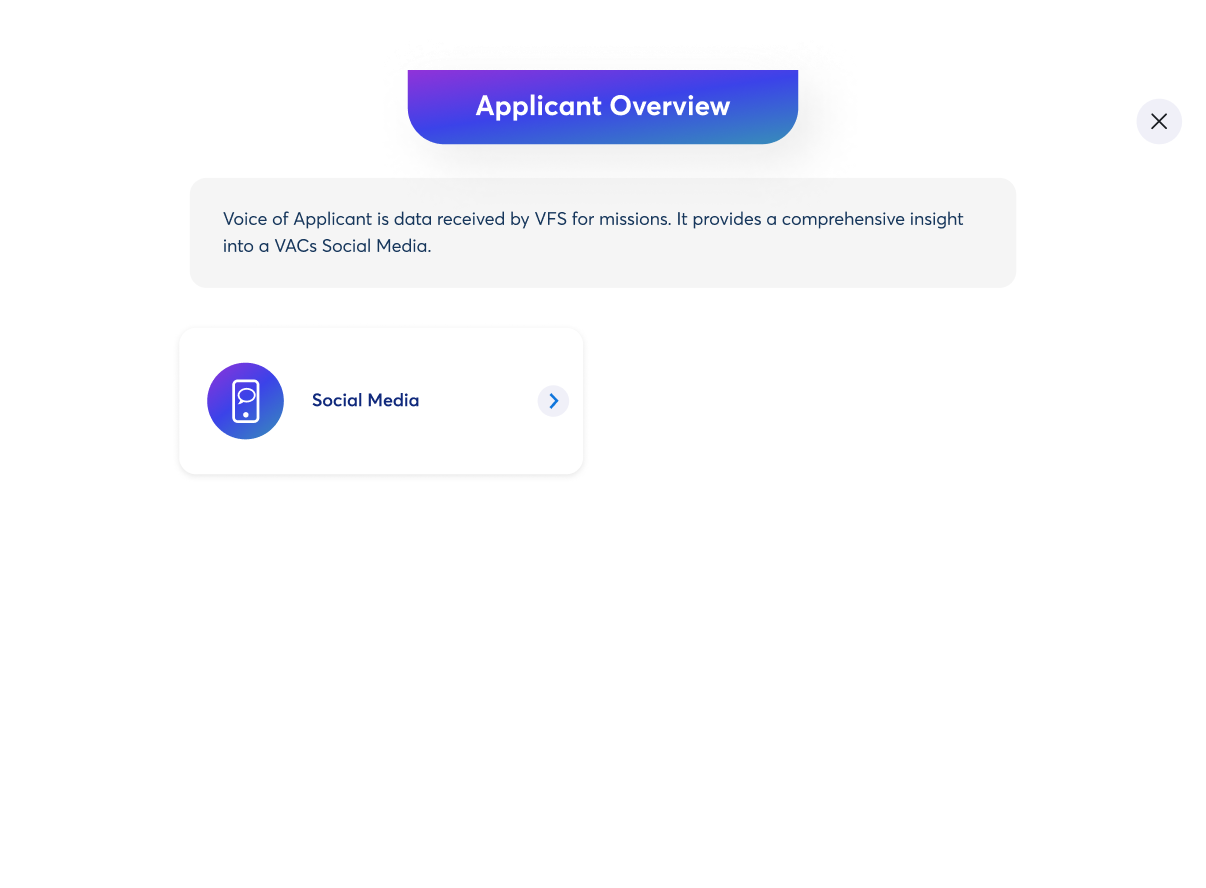 Applicant Overview
Voice of Applicant is data received by VFS for missions. It provides a comprehensive insight
into a VACs Social Media.
Social Media